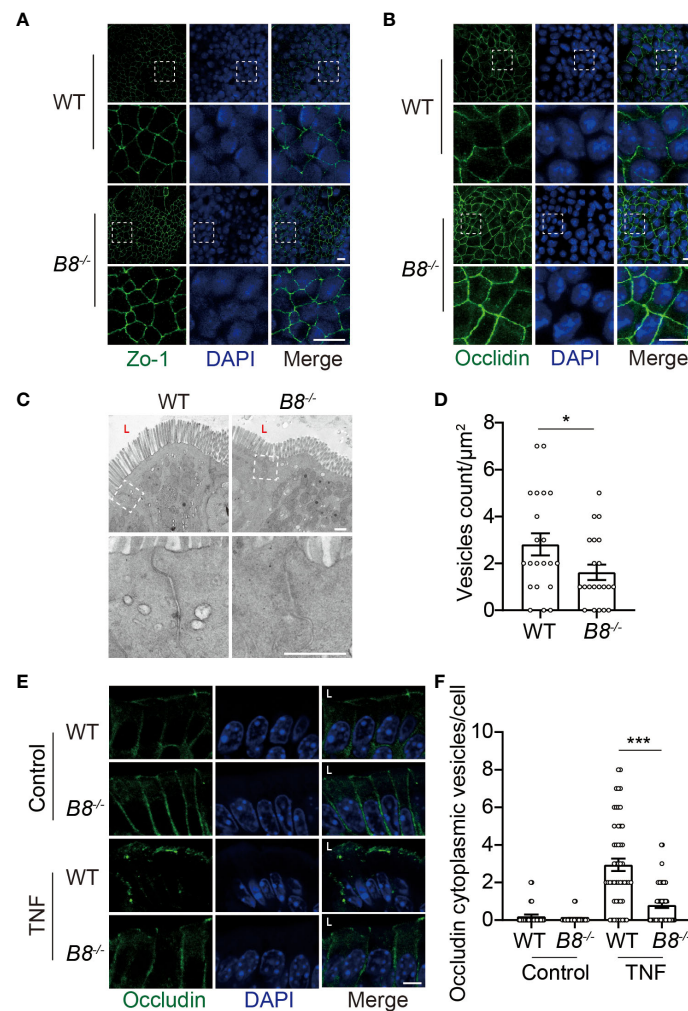 A
WT
B8-/-
Zo-1 DAPI Merge
B
WT
B8-/-
Occlidin DAPI Merge
C
WT B8-/-
L L
D
Vesicles count/µm²
8
6
4
2
0
*
WT B8-/-
E
Control
WT
B8-/-
TNF
WT
B8-/-
L
L
L
L
Occludin DAPI Merge
F
Occludin cytoplasmic vesicles/cell
10
8
6
4
2
0
***
WT B8-/- WT B8-/-
Control TNF